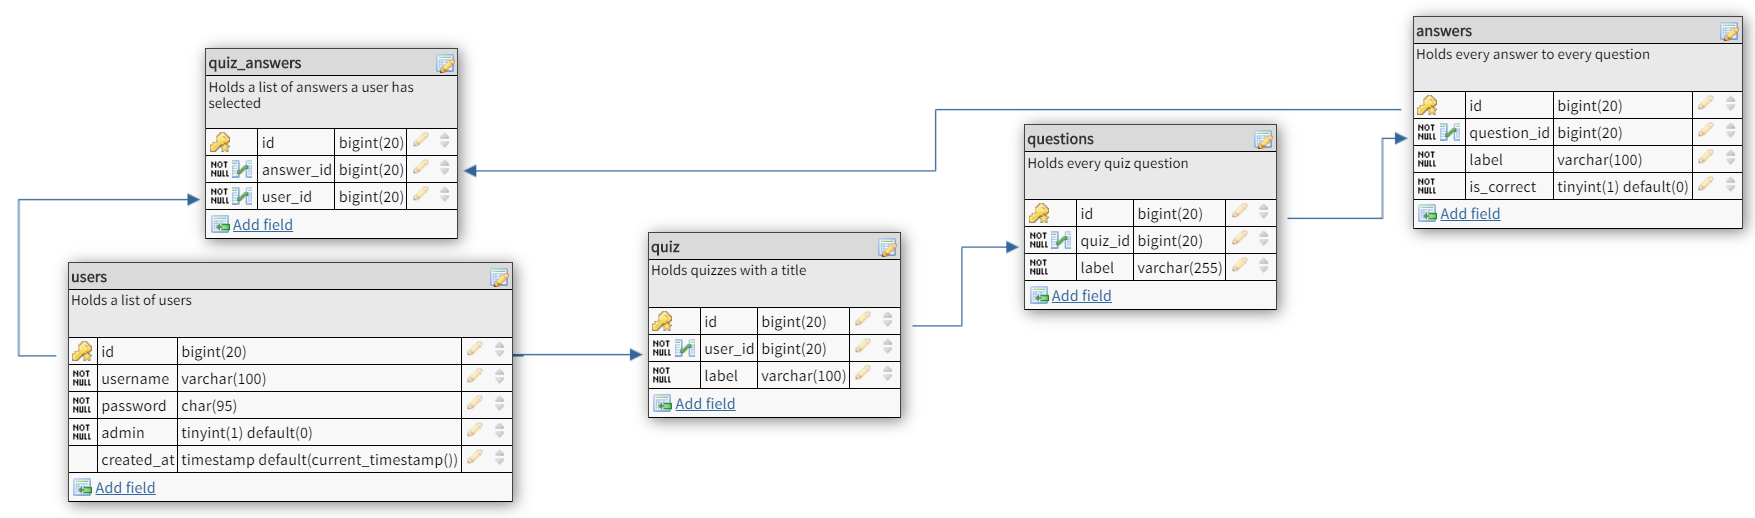 quiz_answers
Holds a list of answers a user has
selected
id bigint(20)
NOT NULL answer_id bigint(20)
NOT NULL user_id bigint(20)
Add field
users
Holds a list of users
id bigint(20)
NOT NULL username varchar(100)
NOT NULL password char(95)
NOT NULL admin tinyint(1) default(0)
created_at timestamp default(current_timestamp())
Add field
quiz
Holds quizzes with a title
id bigint(20)
NOT NULL user_id bigint(20)
NOT NULL label varchar(100)
Add field
questions
Holds every quiz question
id bigint(20)
NOT NULL quiz_id bigint(20)
NOT NULL label varchar(255)
Add field
answers
Holds every answer to every question
id bigint(20)
NOT NULL question_id bigint(20)
NOT NULL label varchar(100)
NOT NULL is_correct tinyint(1) default(0)
Add field